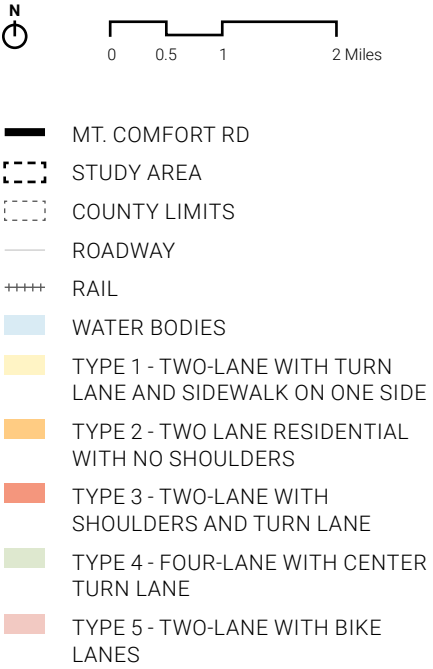 N
0 0.5 1 2 Miles
MT. COMFORT RD
STUDY AREA
COUNTY LIMITS
ROADWAY
RAIL
WATER BODIES
TYPE 1 - TWO-LANE WITH TURN
LANE AND SIDEWALK ON ONE SIDE
TYPE 2 - TWO LANE RESIDENTIAL
WITH NO SHOULDERS
TYPE 3 - TWO-LANE WITH
SHOULDERS AND TURN LANE
TYPE 4 - FOUR-LANE WITH CENTER
TURN LANE
TYPE 5 - TWO-LANE WITH BIKE
LANES